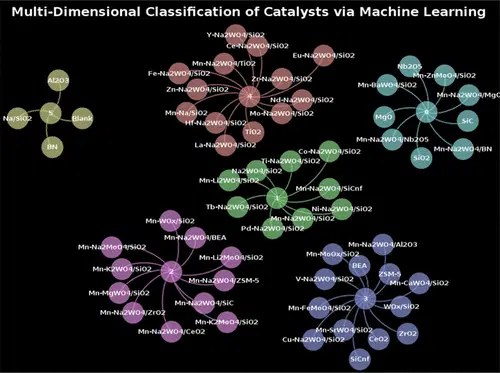 Multi-Dimensional Classification of Catalysts via Machine Learning
Y-Na2WO4/SiO2
Ce-Na2WO4/SiO2
Eu-Na2WO4/SiO2
Mn-Na2WO4/TiO2
Fe-Na2WO4/SiO2
Zr-Na2WO4/SiO2
Zn-Na2WO4/SiO2
4
Nd-Na2WO4/SiO2
Mn-Na/SiO2
Mo-Na2WO4/SiO2
Hf-Na2WO4/SiO2
TiO2
La-Na2WO4/SiO2
Al2O3
Na/SiO2
5
Blank
BN
Nb2O5
Mn-ZnMoO4/SiO2
Mn-BaWO4/SiO2
Mn-Na2WO4/MgO
MgO
SiC
Mn-Na2WO4/Nb2O5
Mn-Na2WO4/BN
SiO2
Co-Na2WO4/SiO2
Ti-Na2WO4/SiO2
Na2WO4/SiO2
Mn-Li2WO4/SiO2
Mn-Na2WO4/SiCnf
1
Tb-Na2WO4/SiO2
Ni-Na2WO4/SiO2
Mn-Na2WO4/SiO2
Pd-Na2WO4/SiO2
Mn-WOx/SiO2
Mn-Na2WO4/BEA
Mn-Na2MoO4/SiO2
Mn-Li2MoO4/SiO2
Mn-K2WO4/SiO2
2
Mn-Na2WO4/ZSM-5
Mn-MgWO4/SiO2
Mn-Na2WO4/SiC
Mn-Na2WO4/ZrO2
Mn-K2MoO4/SiO2
Mn-Na2WO4/CeO2
Mn-Na2WO4/Al2O3
Mn-MoOx/SiO2
BEA
ZSM-5
V-Na2WO4/SiO2
Mn-CaWO4/SiO2
3
Mn-FeMoO4/SiO2
WOx/SiO2
Mn-SrWO4/SiO2
ZrO2
Cu-Na2WO4/SiO2
CeO2
SiCnf